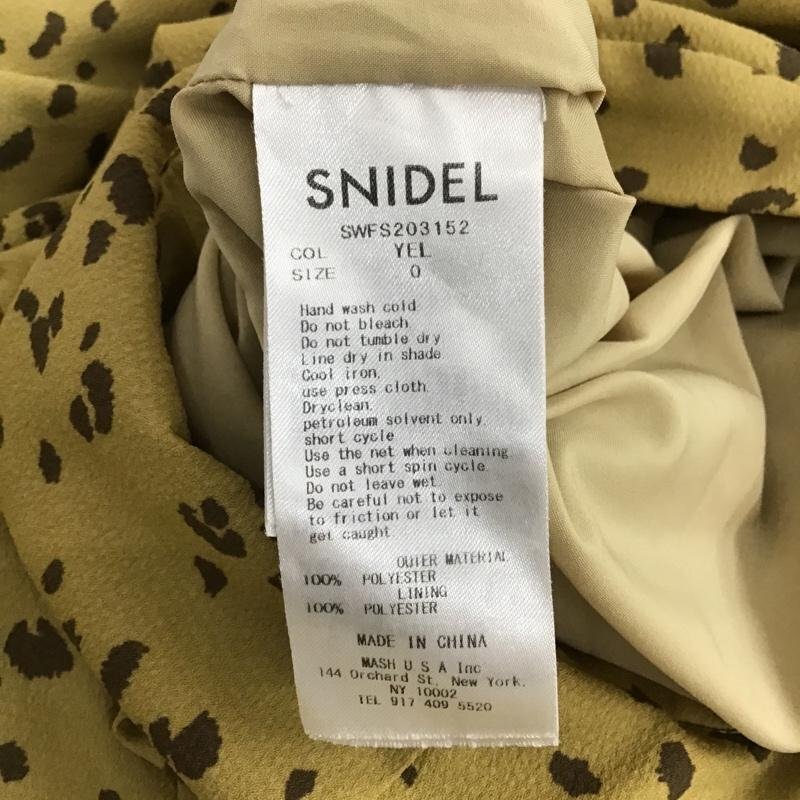 SNIDEL
SWFS203152
COL YEL
SIZE 0
Hand wash cold
Do not bleach
Do not tumble dry
Line dry in shade
Cool iron,
use press cloth
Dryclean,
petroleum solvent only,
short cycle
Use the net when cleaning
Use a short spin cycle
Do not leave wet
Be careful not to expose
to friction or let it
get caught
OUTER MATERIAL
100% POLYESTER
LINING
100% POLYESTER
MADE IN CHINA
MASH U S A Inc
144 Orchard St, New York,
NY 10002
TEL 917 409 5520